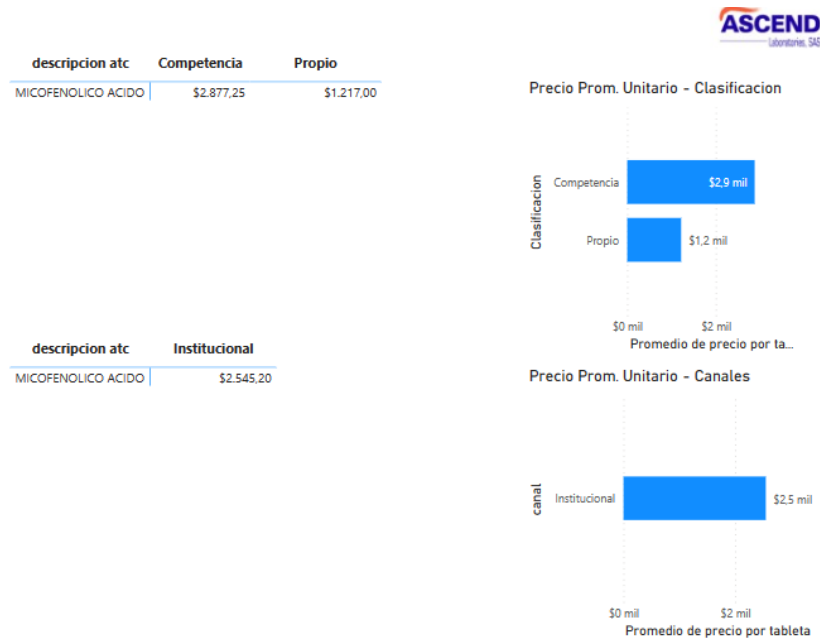 ASCEND
Laboratories, SAS
descripcion atc Competencia Propio
MICOFENOLICO ACIDO $2.877,25 $1.217,00
Precio Prom. Unitario - Clasificacion
Clasificacion
Competencia $2,9 mil
Propio $1,2 mil
$0 mil $2 mil
Promedio de precio por ta...
descripcion atc Institucional
MICOFENOLICO ACIDO $2.545,20
Precio Prom. Unitario - Canales
canal
Institucional $2,5 mil
$0 mil $2 mil
Promedio de precio por tableta